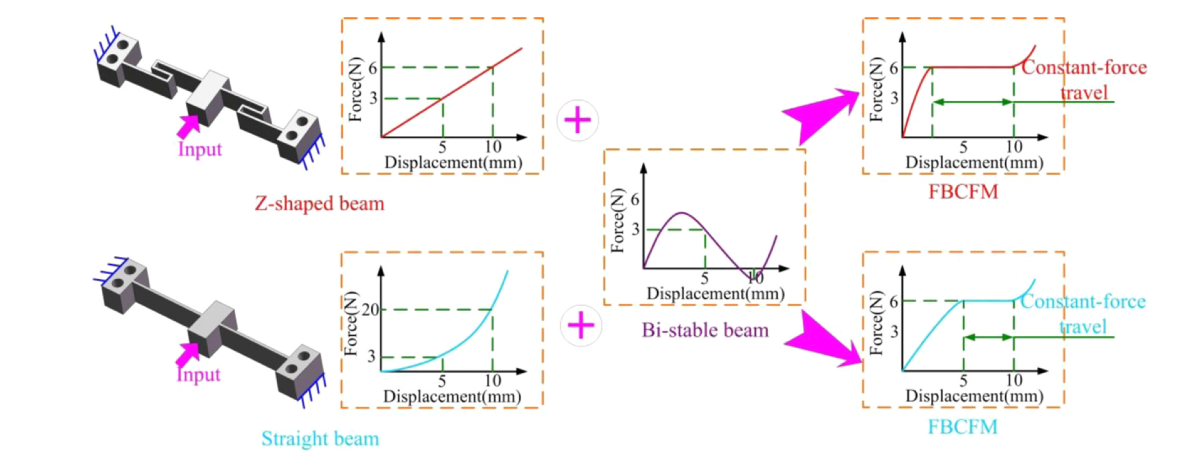 Force(N)
6
3
5
10
Displacement(mm)
Input
Z-shaped beam
+
Force(N)
6
3
5
10
Displacement(mm)
Constant-force
travel
FBCFM
Force(N)
6
3
5
10
Displacement(mm)
Bi-stable beam
Force(N)
20
3
5
10
Displacement(mm)
Input
Straight beam
+
Force(N)
6
3
5
10
Displacement(mm)
Constant-force
travel
FBCFM